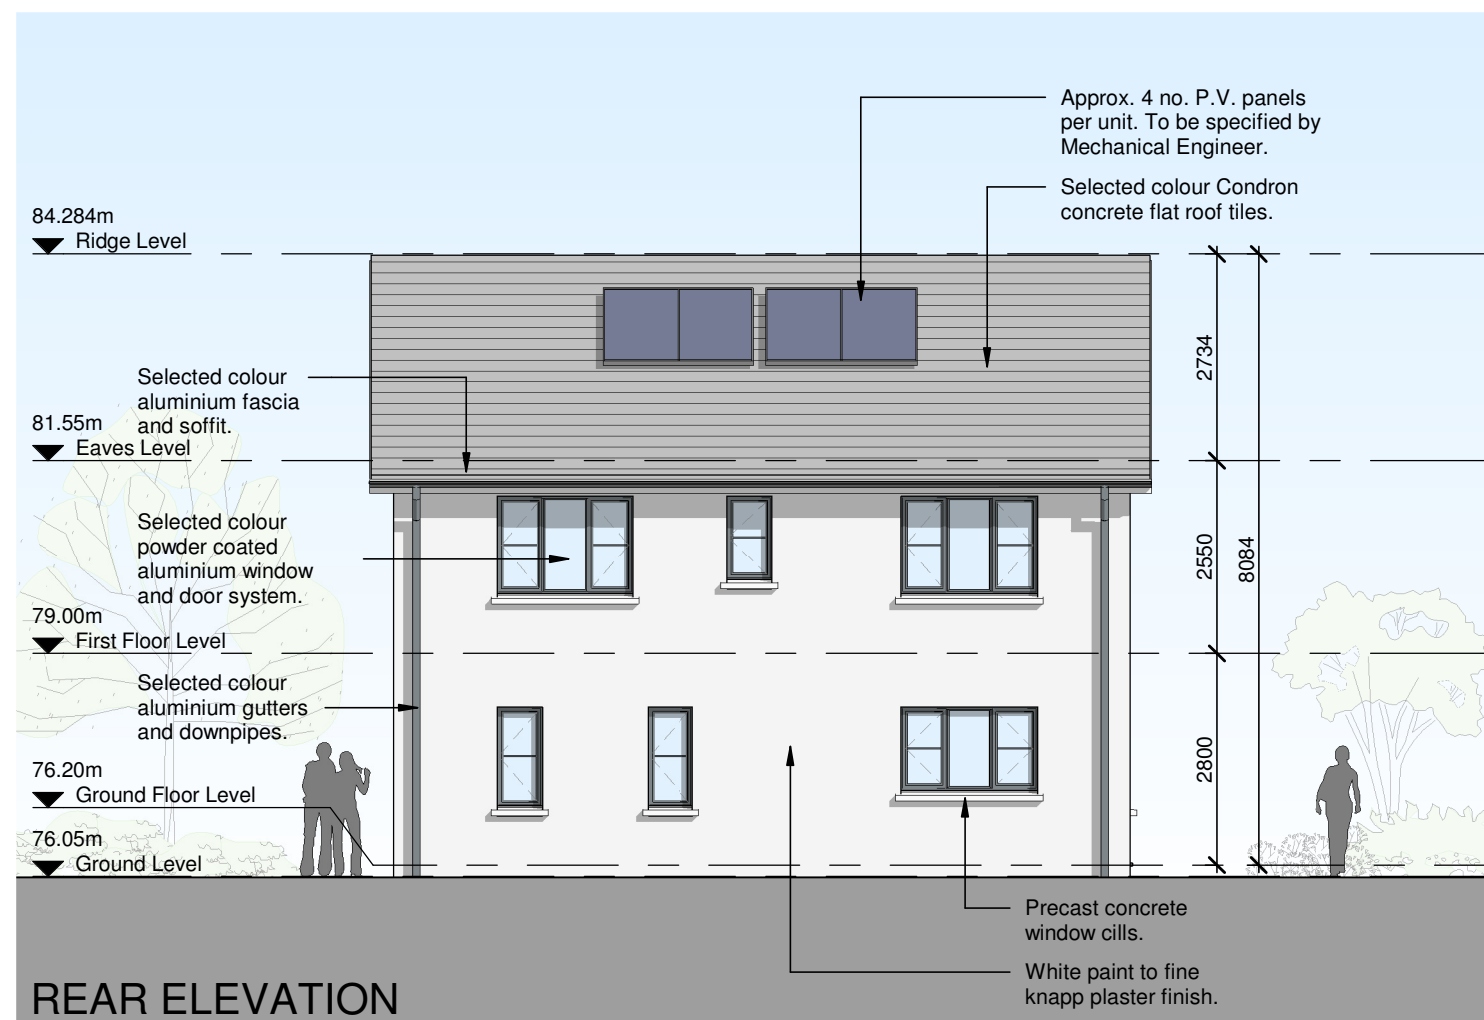 Approx. 4 no. P.V. panels
per unit. To be specified by
Mechanical Engineer.
Selected colour Condron
concrete flat roof tiles.
84.284m
Ridge Level
2734
Selected colour
aluminium fascia
and soffit.
81.55m
Eaves Level
Selected colour
powder coated
aluminium window
and door system.
2550
8084
79.00m
First Floor Level
Selected colour
aluminium gutters
and downpipes.
2800
76.20m
Ground Floor Level
76.05m
Ground Level
Precast concrete
window cills.
White paint to fine
knapp plaster finish.
REAR ELEVATION